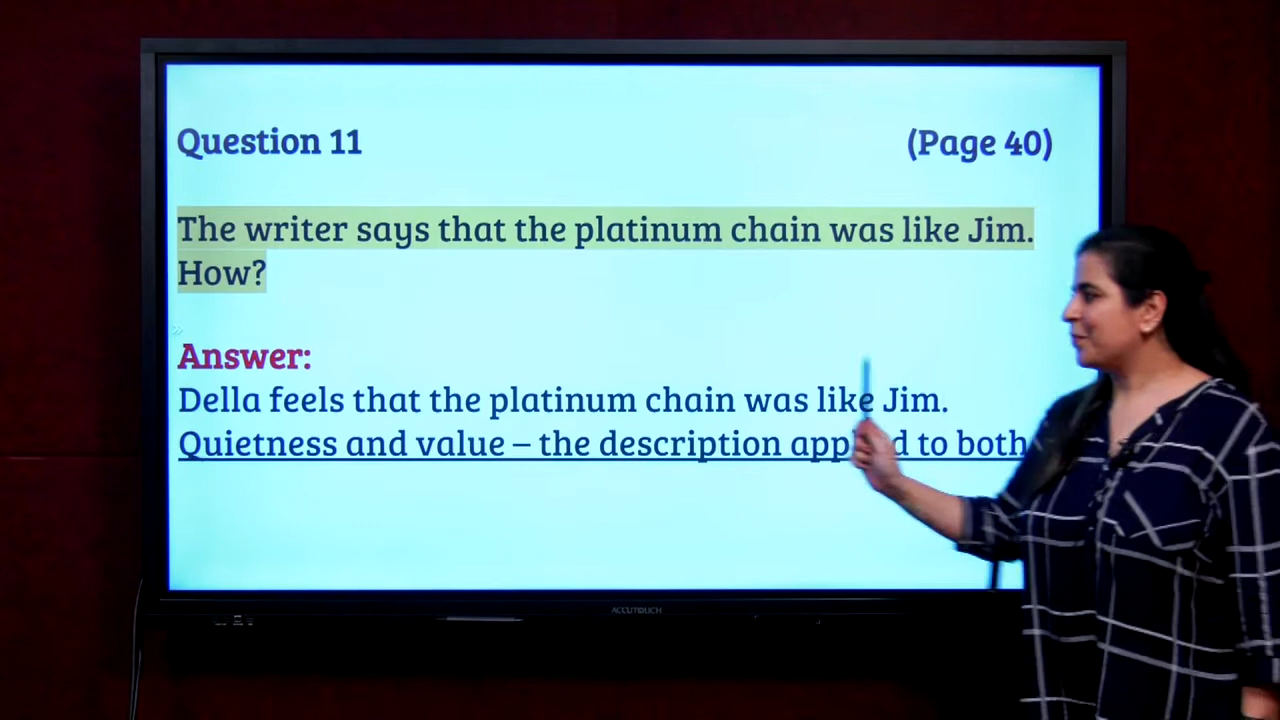 Question 11 (Page 40)
The writer says that the platinum chain was like Jim.
How?
Answer:
Della feels that the platinum chain was like Jim.
Quietness and value – the description to both
ACCUTOUCH